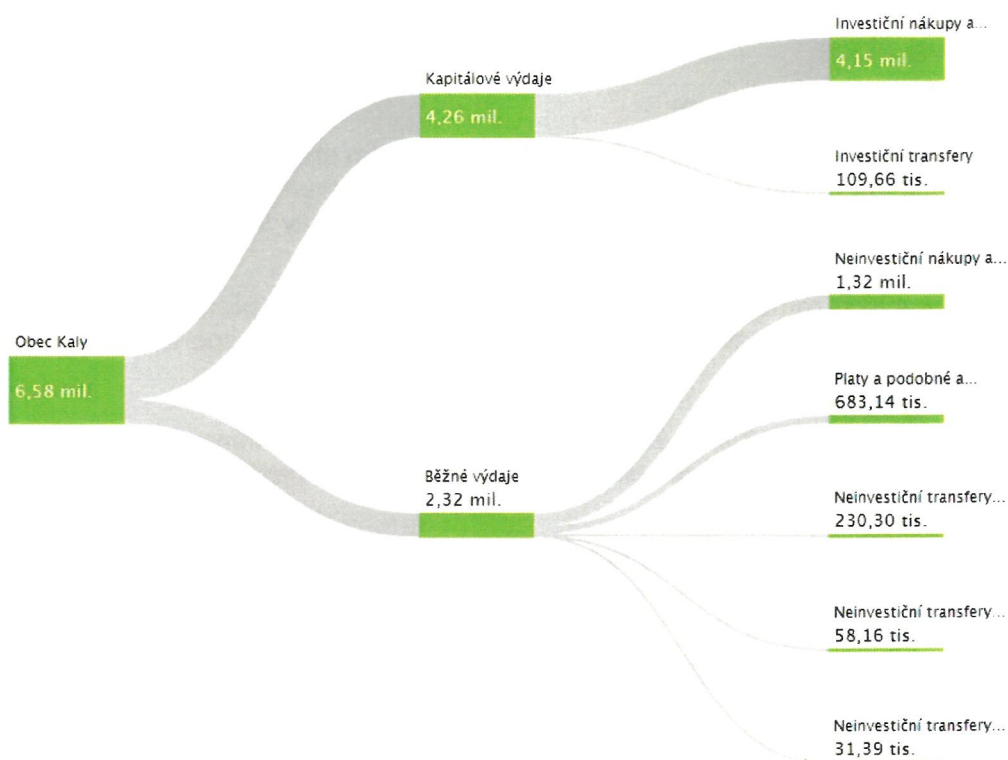 Investiční nákupy a...
4,15 mil.
Kapitálové výdaje
4,26 mil.
Investiční transfery
109,66 tis.
Neinvestiční nákupy a...
1,32 mil.
Obec Kaly
6,58 mil.
Platy a podobné a...
683,14 tis.
Běžné výdaje
2,32 mil.
Neinvestiční transfery...
230,30 tis.
Neinvestiční transfery...
58,16 tis.
Neinvestiční transfery...
31,39 tis.